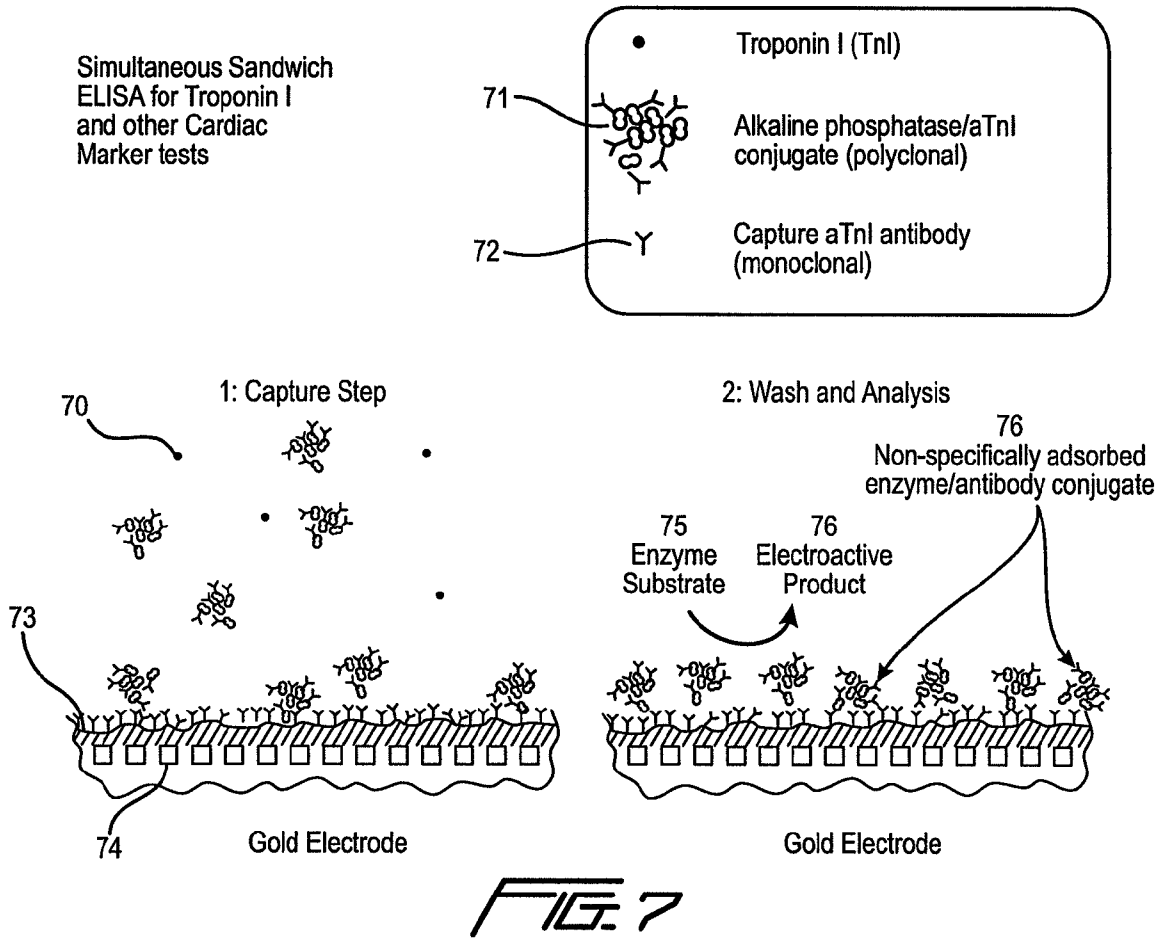 Simultaneous Sandwich
ELISA for Troponin I
and other Cardiac
Marker tests
Troponin I (TnI)
71
Alkaline phosphatase/aTnI
conjugate (polyclonal)
72
Capture aTnI antibody
(monoclonal)
1: Capture Step
70
73
74
Gold Electrode
2: Wash and Analysis
76
Non-specifically adsorbed
enzyme/antibody conjugate
75
Enzyme
Substrate
76
Electroactive
Product
Gold Electrode
FIG. 7